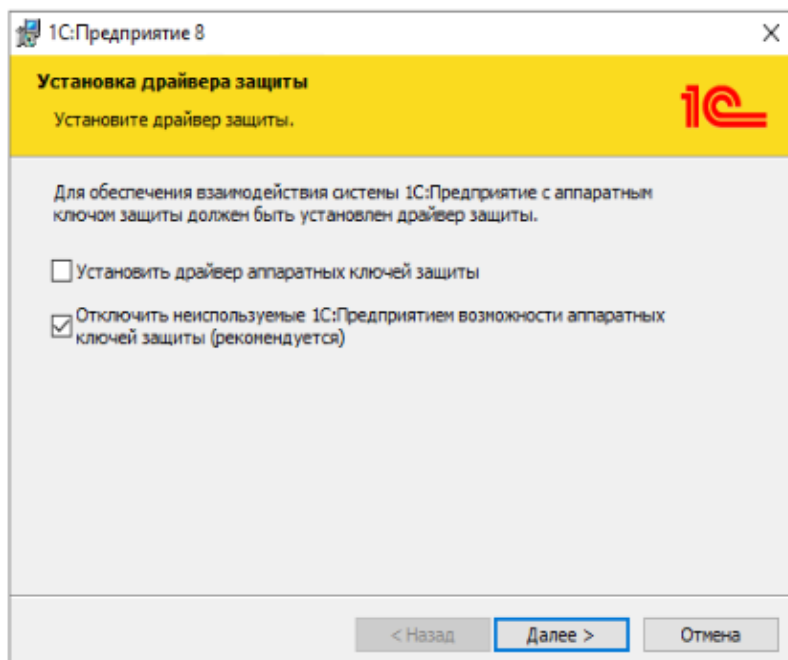 1С:Предприятие 8
Установка драйвера защиты
Установите драйвер защиты.
1С
Для обеспечения взаимодействия системы 1С:Предприятие с аппаратным
ключом защиты должен быть установлен драйвер защиты.
Установить драйвер аппаратных ключей защиты
Отключить неиспользуемые 1С:Предприятием возможности аппаратных
ключей защиты (рекомендуется)
< Назад
Далее >
Отмена